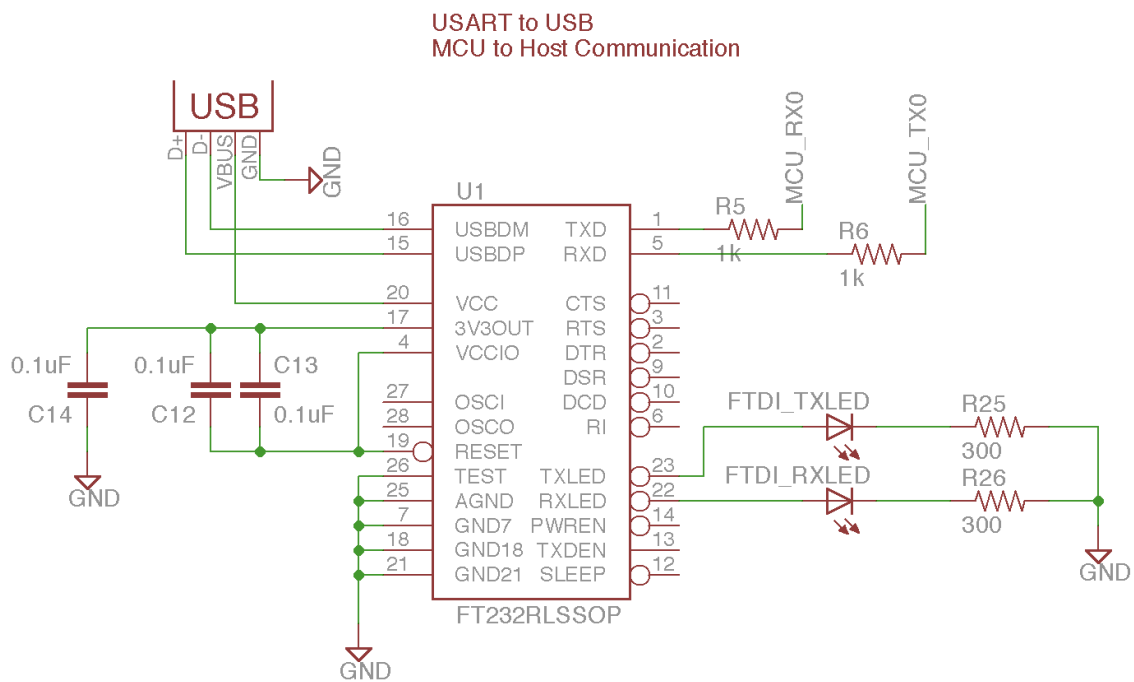 USART to USB
MCU to Host Communication
USB
D+
D-
VBUS
GND
GND
MCU_RX0
MCU_TX0
U1
R5
1k
R6
1k
16 USBDM TXD 1
15 USBDP RXD 5
20 VCC CTS 11
17 3V3OUT RTS 3
4 VCCIO DTR 2
DSR 9
27 OSCI DCD 10
28 OSCO RI 6
19 RESET
26 TEST TXLED 23
25 AGND RXLED 22
7 GND7 PWREN 14
18 GND18 TXDEN 13
21 GND21 SLEEP 12
FT232RLSSOP
0.1uF
C14
GND
0.1uF
C12
C13
0.1uF
FTDI_TXLED
R25
300
FTDI_RXLED
R26
300
GND
GND